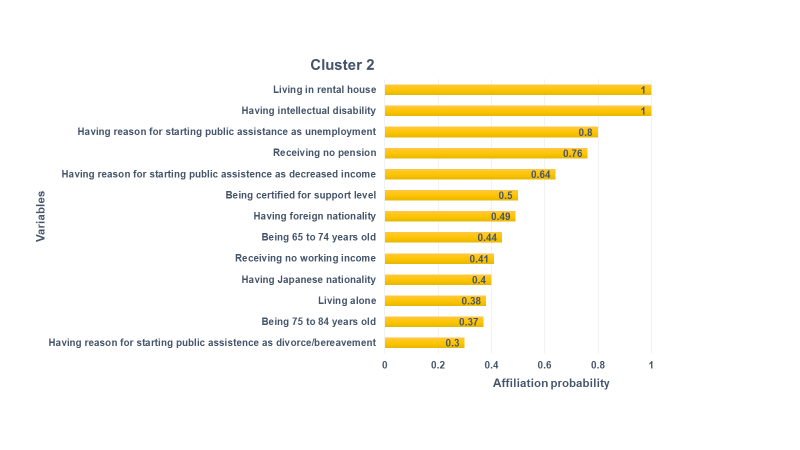 Cluster 2
Variables
Living in rental house 1
Having intellectual disability 1
Having reason for starting public assistance as unemployment 0.8
Receiving no pension 0.76
Having reason for starting public assistence as decreased income 0.64
Being certified for support level 0.5
Having foreign nationality 0.49
Being 65 to 74 years old 0.44
Receiving no working income 0.41
Having Japanese nationality 0.4
Living alone 0.38
Being 75 to 84 years old 0.37
Having reason for starting public assistence as divorce/bereavement 0.3
0 0.2 0.4 0.6 0.8 1
Affiliation probability